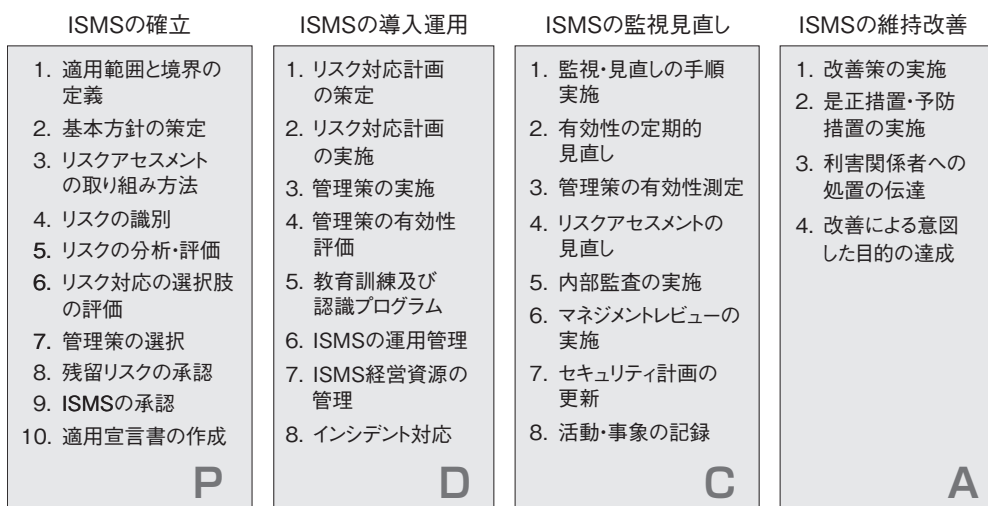 ISMSの確立
1. 適用範囲と境界の
定義
2. 基本方針の策定
3. リスクアセスメント
の取り組み方法
4. リスクの識別
5. リスクの分析・評価
6. リスク対応の選択肢
の評価
7. 管理策の選択
8. 残留リスクの承認
9. ISMSの承認
10. 適用宣言書の作成
P
ISMSの導入運用
1. リスク対応計画
の策定
2. リスク対応計画
の実施
3. 管理策の実施
4. 管理策の有効性
評価
5. 教育訓練及び
認識プログラム
6. ISMSの運用管理
7. ISMS経営資源の
管理
8. インシデント対応
D
ISMSの監視見直し
1. 監視・見直しの手順
実施
2. 有効性の定期的
見直し
3. 管理策の有効性測定
4. リスクアセスメントの
見直し
5. 内部監査の実施
6. マネジメントレビューの
実施
7. セキュリティ計画の
更新
8. 活動・事象の記録
C
ISMSの維持改善
1. 改善策の実施
2. 是正措置・予防
措置の実施
3. 利害関係者への
処置の伝達
4. 改善による意図
した目的の達成
A